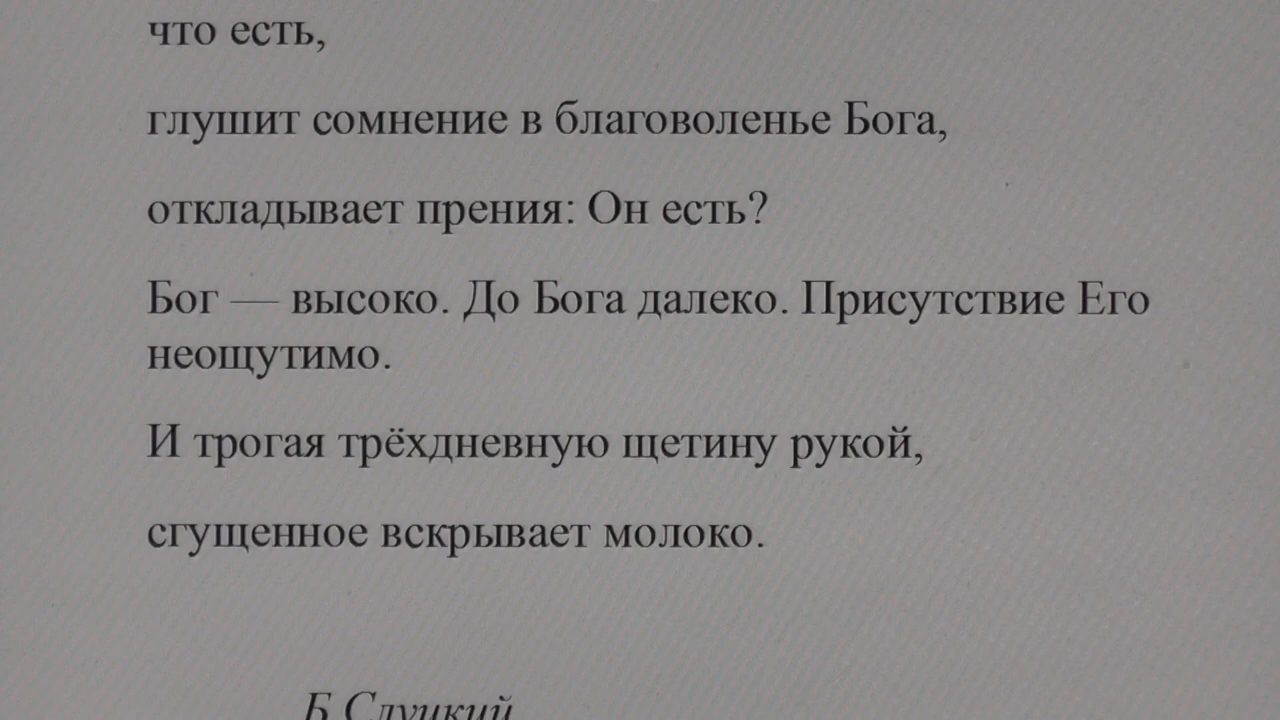 что есть,
глушит сомнение в благоволенье Бога,
откладывает прения: Он есть?
Бог — высоко. До Бога далеко. Присутствие Его
неощутимо.
И трогая трёхдневную щетину рукой,
сгущенное вскрывает молоко.
Б.Слуцкий